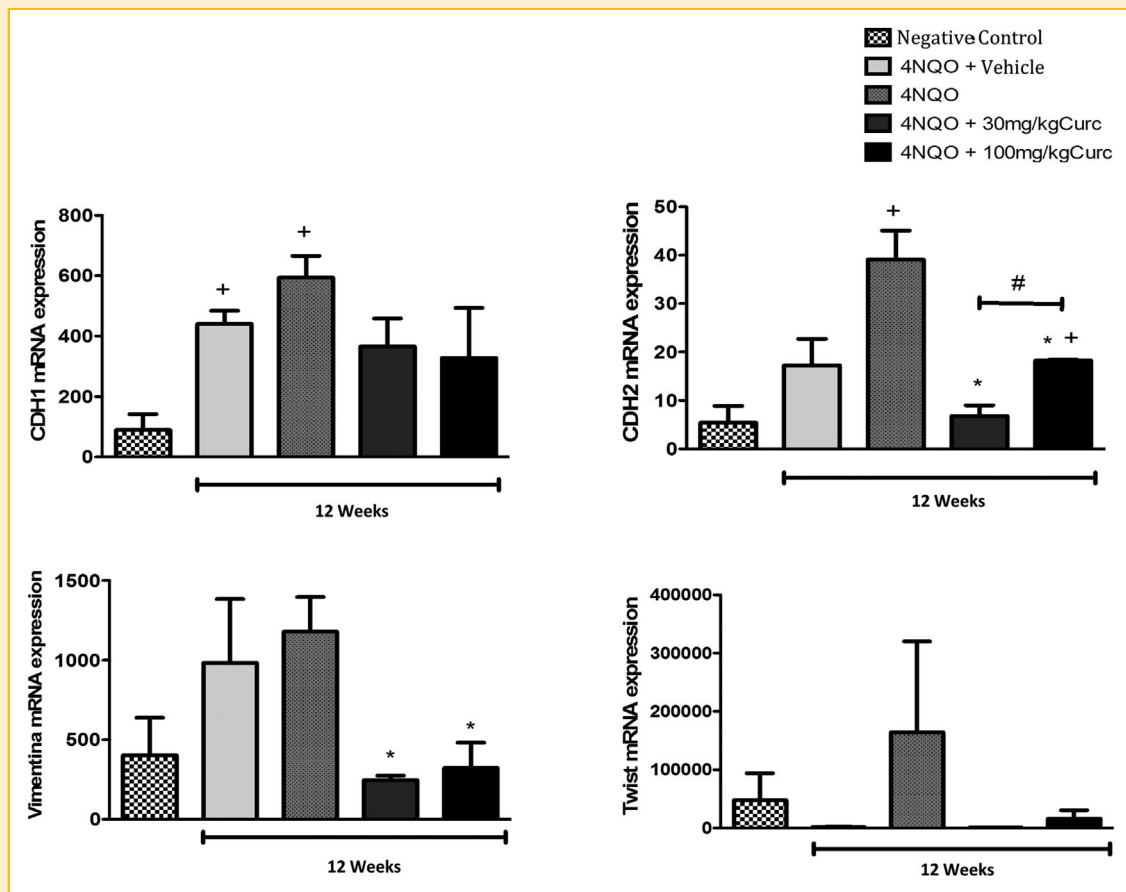 Negative·Control
4NQO + Vehicle
4NQO
4NQO + 30mg/kgCurc
4NQO + 100mg/kgCurc
CDH1 mRNA expression
800
600
400
200
0
+
+
12 Weeks
CDH2 mRNA expression
50
40
30
20
10
0
+
#
*
* +
12 Weeks
Vimentina mRNA expression
1500
1000
500
0
*
*
12 Weeks
Twist mRNA expression
400000
300000
200000
100000
0
12 Weeks